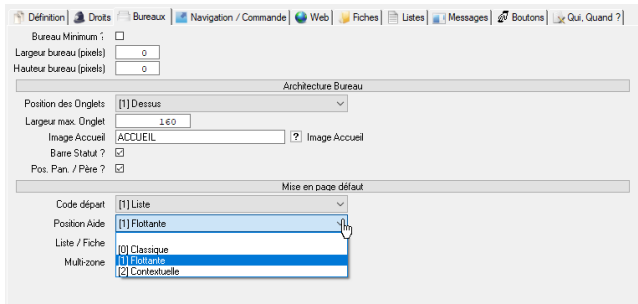 Définition Droits Bureaux Navigation / Commande Web Fiches Listes Messages Boutons Qui, Quand ?
Bureau Minimum ?
Largeur bureau (pixels) 0
Hauteur bureau (pixels) 0
Architecture Bureau
Position des Onglets [1] Dessus
Largeur max. Onglet 160
Image Accueil ACCUEIL ? Image Accueil
Barre Statut ?
Pos. Pan. / Père ?
Mise en page défaut
Code départ [1] Liste
Position Aide [1] Flottante
Liste / Fiche
[0] Classique
[1] Flottante
Multi-zone
[2] Contextuelle